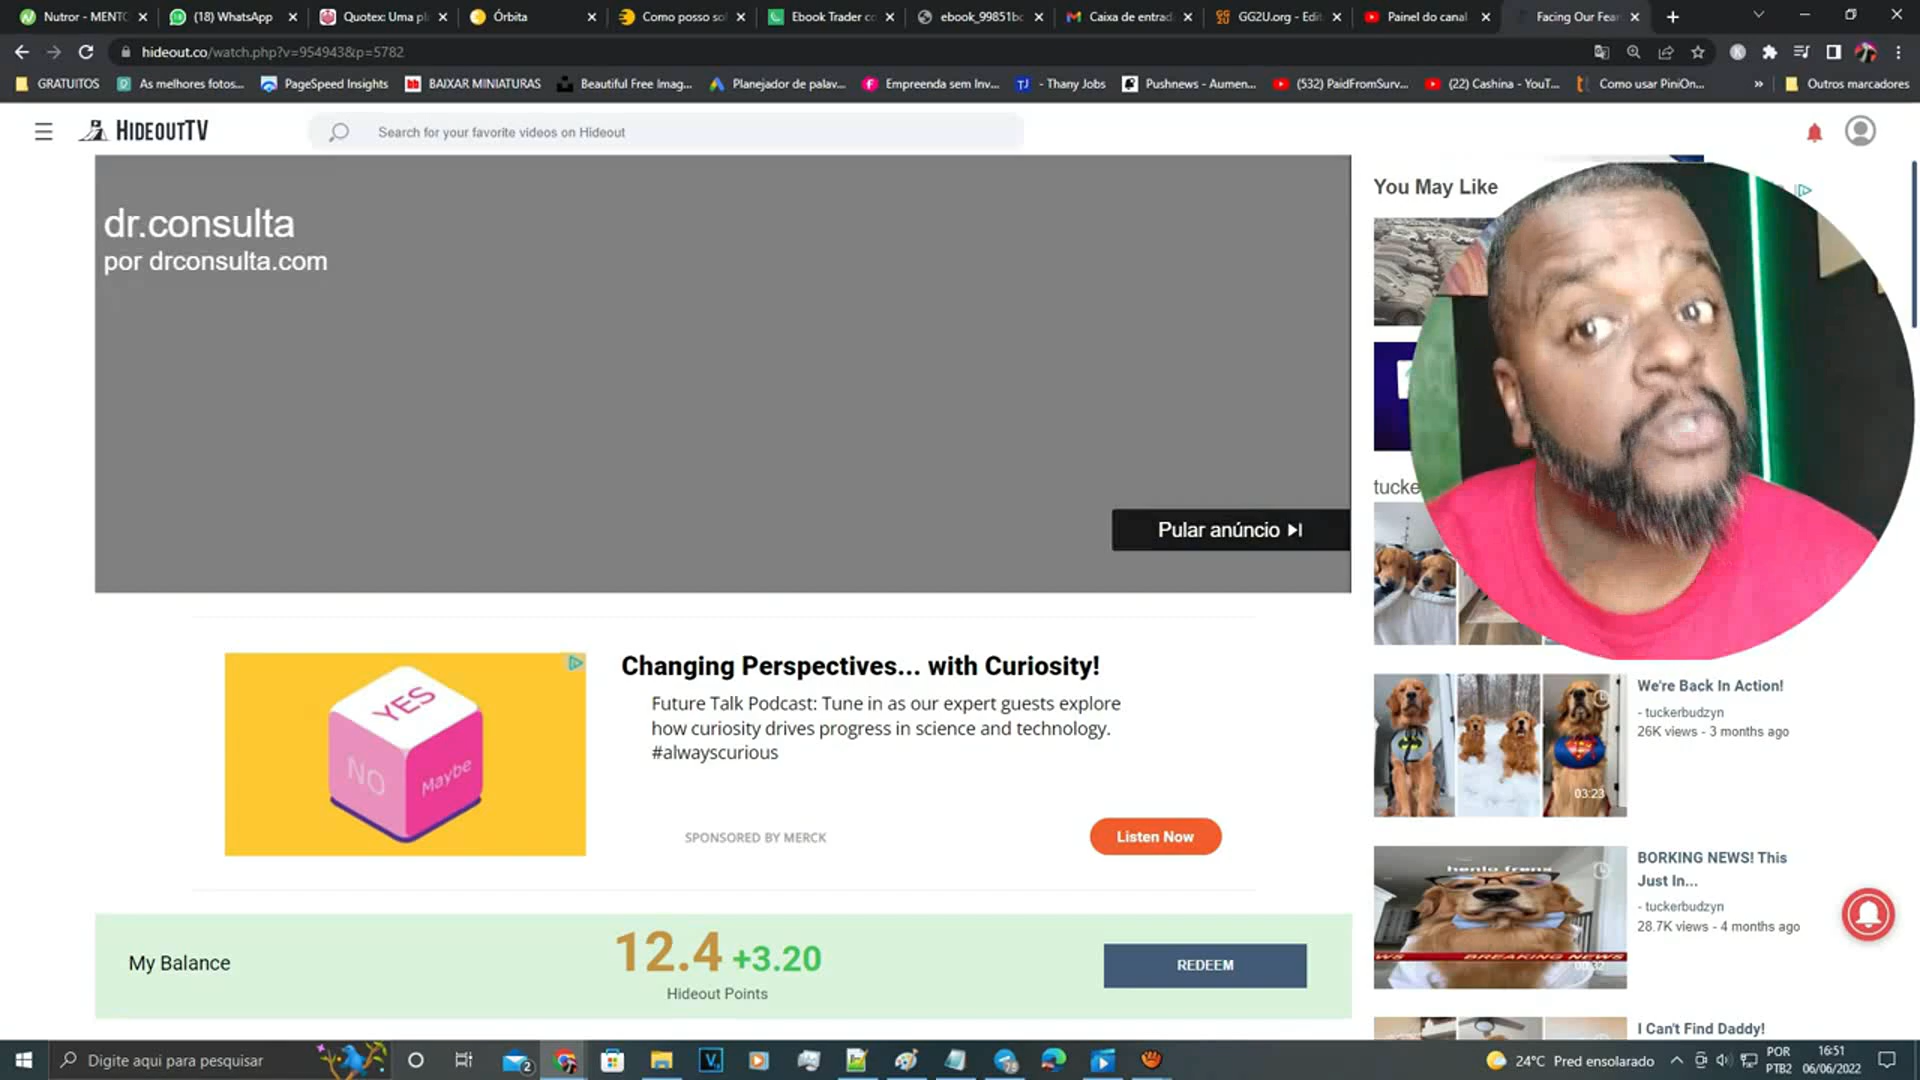 Nutror - MENTC
(18) WhatsApp
Quotex: Uma pl
Órbita
Como posso so
Ebook Trader co
ebook_99851bc
Caixa de entrad
GG2U.org - Edi
Painel do canal
Facing Our Fear
hideout.co/watch.php?v=954943&p=5782
GRATUITOS
As melhores fotos...
PageSpeed Insights
BAIXAR MINIATURAS
Beautiful Free Imag...
Planejador de palav...
Empreenda sem Inv...
- Thany Jobs
Pushnews - Aumen...
(532) PaidFromSurv...
(22) Cashina - YouT...
Como usar PiniOn...
»
Outros marcadores
HIDEOUTTV
Search for your favorite videos on Hideout
dr.consulta
por drconsulta.com
Pular anúncio
You May Like
tucke
YES
NO
Maybe
Changing Perspectives... with Curiosity!
Future Talk Podcast: Tune in as our expert guests explore
how curiosity drives progress in science and technology.
#alwayscurious
SPONSORED BY MERCK
Listen Now
We're Back In Action!
- tuckerbudzyn
26K views - 3 months ago
03:23
henlo frens
BREAKING NEWS
BORKING NEWS! This
Just In...
- tuckerbudzyn
28.7K views - 4 months ago
I Can't Find Daddy!
My Balance
12.4 +3.20
Hideout Points
REDEEM
Digite aqui para pesquisar
24°C Pred ensolarado
POR
PTB2
16:51
06/06/2022